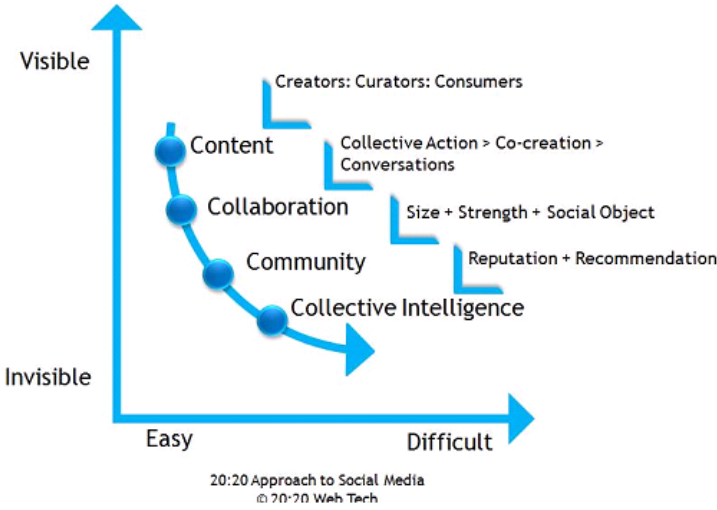 Visible
Creators: Curators: Consumers
Content
Collective Action > Co-creation >
Conversations
Collaboration
Size + Strength + Social Object
Community
Reputation + Recommendation
Collective Intelligence
Invisible
Easy
Difficult
20:20 Approach to Social Media
© 20:20 Web Tech